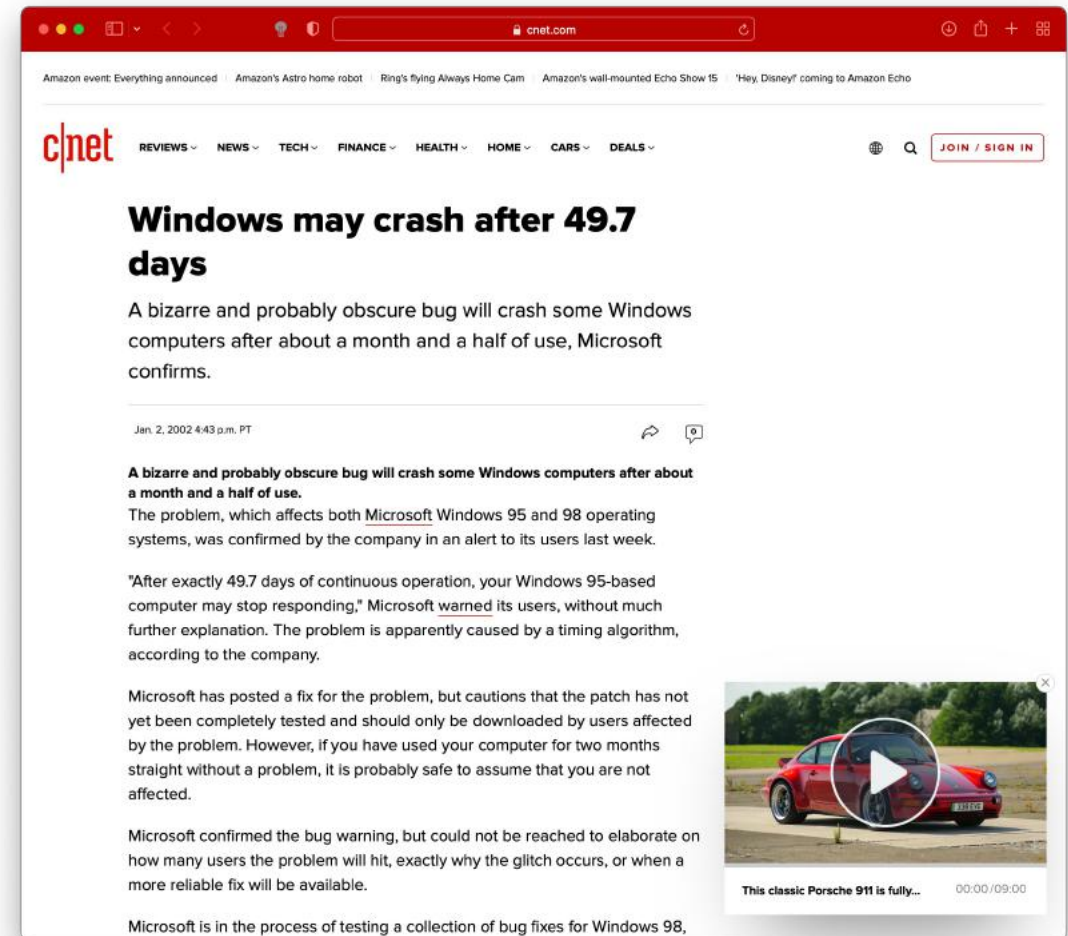 cnet.com
Amazon event: Everything announced Amazon's Astro home robot Ring's flying Always Home Cam Amazon's wall-mounted Echo Show 15 'Hey, Disney!' coming to Amazon Echo
c|net REVIEWS NEWS TECH FINANCE HEALTH HOME CARS DEALS JOIN / SIGN IN
Windows may crash after 49.7
days
A bizarre and probably obscure bug will crash some Windows
computers after about a month and a half of use, Microsoft
confirms.
Jan. 2, 2002 4:43 p.m. PT 0
A bizarre and probably obscure bug will crash some Windows computers after about
a month and a half of use.
The problem, which affects both Microsoft Windows 95 and 98 operating
systems, was confirmed by the company in an alert to its users last week.
"After exactly 49.7 days of continuous operation, your Windows 95-based
computer may stop responding," Microsoft warned its users, without much
further explanation. The problem is apparently caused by a timing algorithm,
according to the company.
Microsoft has posted a fix for the problem, but cautions that the patch has not
yet been completely tested and should only be downloaded by users affected
by the problem. However, if you have used your computer for two months
straight without a problem, it is probably safe to assume that you are not
affected.
Microsoft confirmed the bug warning, but could not be reached to elaborate on
how many users the problem will hit, exactly why the glitch occurs, or when a
more reliable fix will be available.
Microsoft is in the process of testing a collection of bug fixes for Windows 98,
This classic Porsche 911 is fully... 00:00/09:00